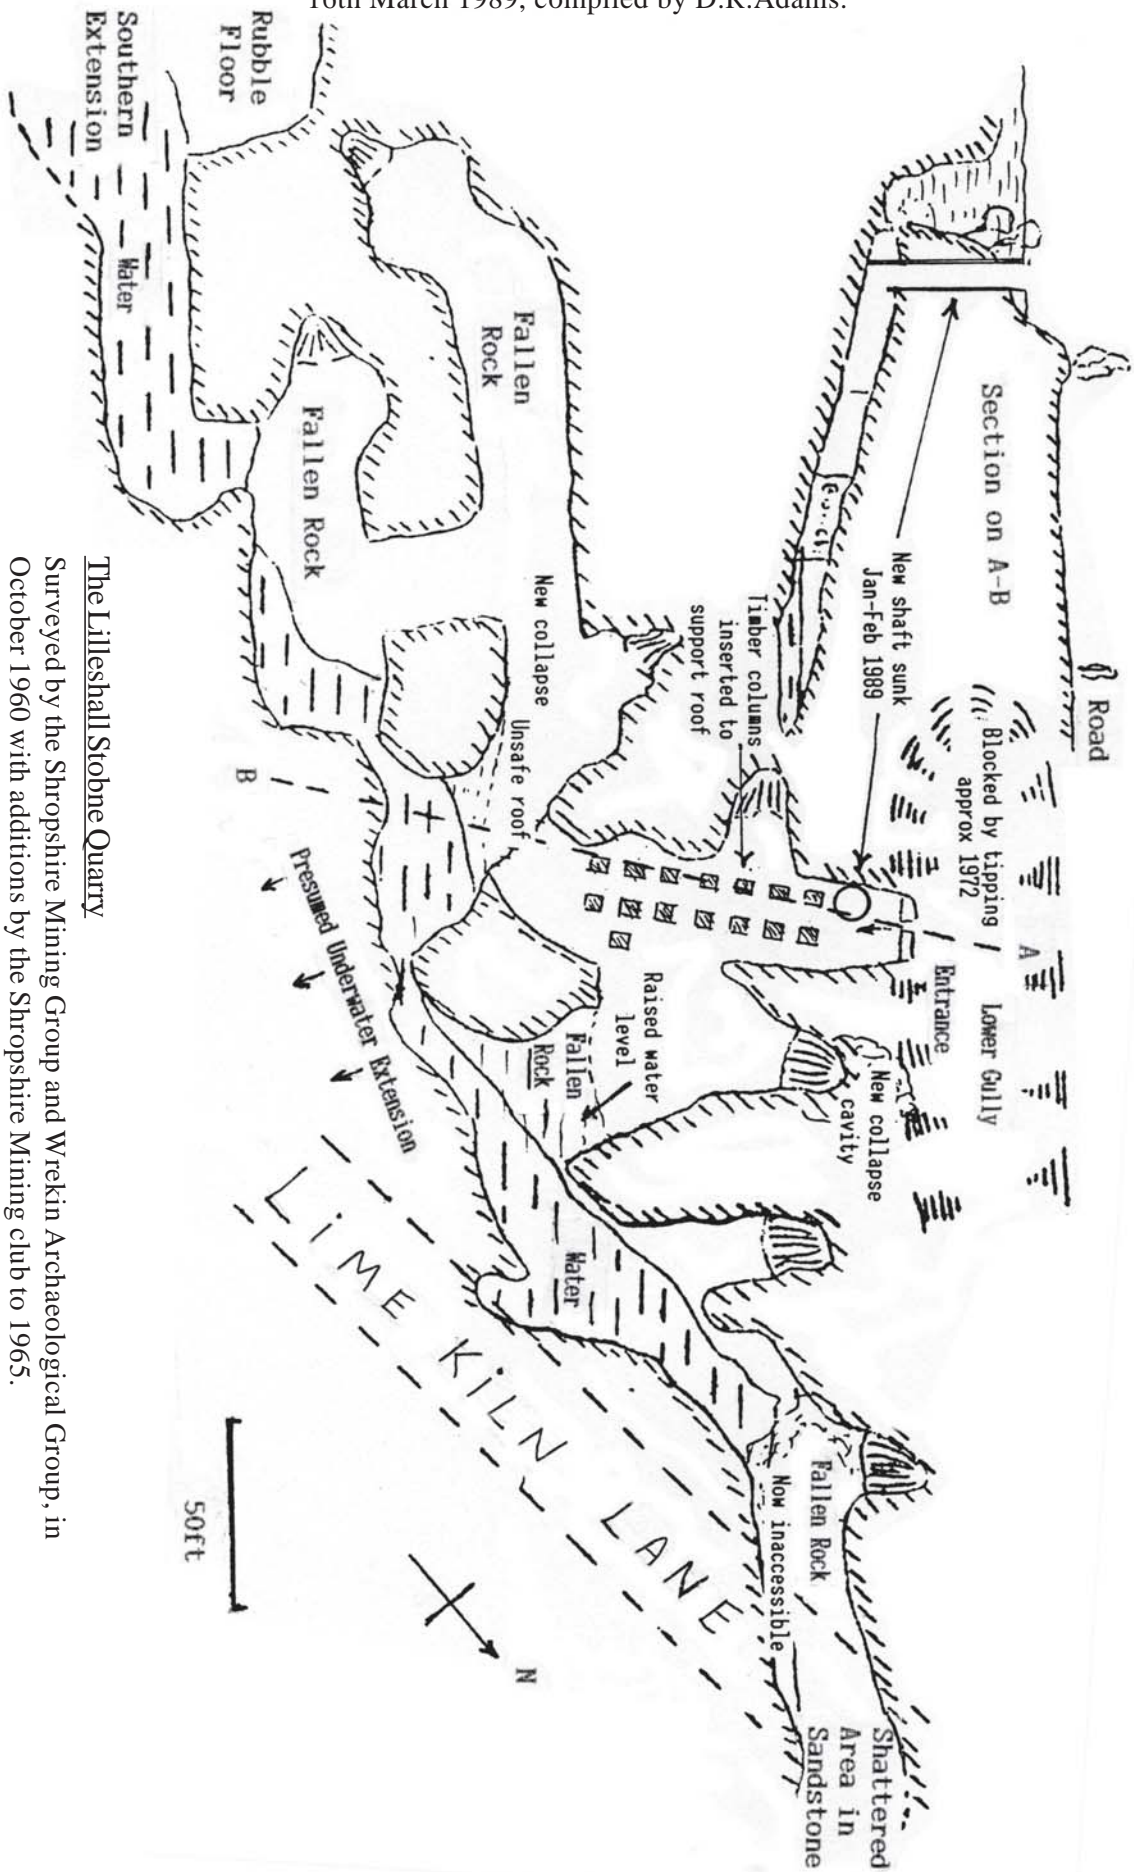 16th March 1989, compiled by D.R.Adams.
Road
Section on A-B
New shaft sunk
Jan-Feb 1989
Blocked by tipping
approx 1972
A
Lower Gully
Entrance
New collapse
cavity
Timber columns
inserted to
support roof
New collapse
Unsafe roof
Raised water
level
Fallen
Rock
Fallen
Rock
Fallen Rock
Rubble
Floor
Southern
Extension
Water
B
Presumed Underwater Extension
Water
Fallen Rock
Now inaccessible
Shattered
Area in
Sandstone
LiME KiLN LANE
N
50ft
The Lilleshall Stobne Quarry
Surveyed by the Shropshire Mining Group and Wrekin Archaeological Group, in
October 1960 with additions by the Shropshire Mining club to 1965.